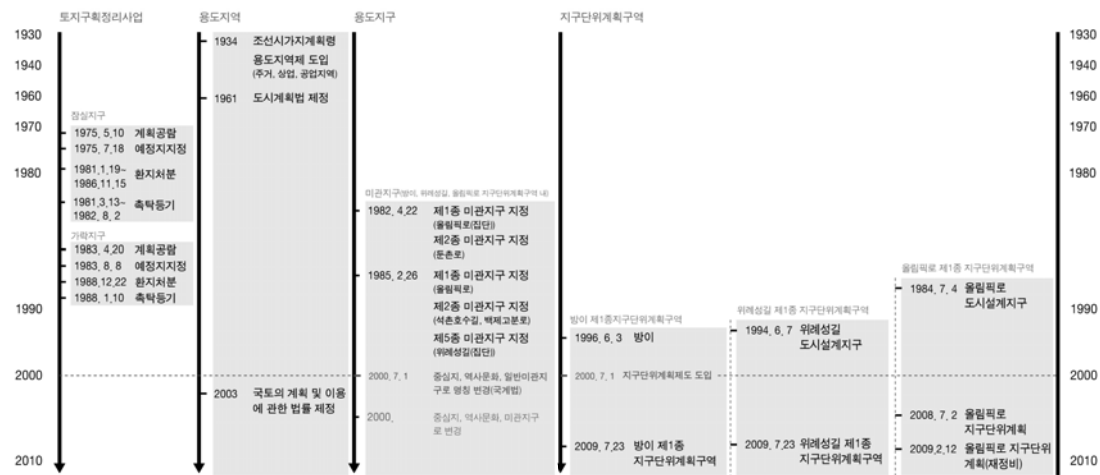 토지구획정리사업
용도지역
용도지구
지구단위계획구역
1930
1940
1960
1970
1980
1990
2000
2010
잠실지구
1975. 5.10 계획공람
1975. 7.18 예정지지정
1981.1.19~
1986.11.15
환지처분
1981.3.13~
1982. 8. 2
촉탁등기
가락지구
1983. 4.20 계획공람
1983. 8. 8 예정지지정
1988.12.22 환지처분
1988. 1.10 촉탁등기
1934 조선시가지계획령
용도지역제 도입
(주거, 상업, 공업지역)
1961 도시계획법 제정
2003 국토의 계획 및 이용
에 관한 법률 제정
미관지구(방이, 위례성길, 올림픽로 지구단위계획구역 내)
1982. 4.22 제1종 미관지구 지정
(올림픽로(집단))
제2종 미관지구 지정
(둔촌로)
1985. 2.26 제1종 미관지구 지정
(올림픽로)
제2종 미관지구 지정
(석촌호수길, 백제고분로)
제5종 미관지구 지정
(위례성길(집단))
2000. 7. 1 중심지, 역사문화, 일반미관지
구로 명칭 변경(국계법)
2000. 중심지, 역사문화, 미관지구
로 변경
방이 제1종지구단위계획구역
1996. 6. 3 방이
2000. 7. 1 지구단위계획제도 도입
2009. 7.23 방이 제1종
지구단위계획구역
위례성길 제1종 지구단위계획구역
1994. 6. 7 위례성길
도시설계지구
2009. 7.23 위례성길 제1종
지구단위계획구역
올림픽로 제1종 지구단위계획구역
1984. 7. 4 올림픽로
도시설계지구
2008. 7. 2 올림픽로
지구단위계획
2009.2.12 올림픽로 지구단위
계획(재정비)
1930
1940
1960
1970
1980
1990
2000
2010